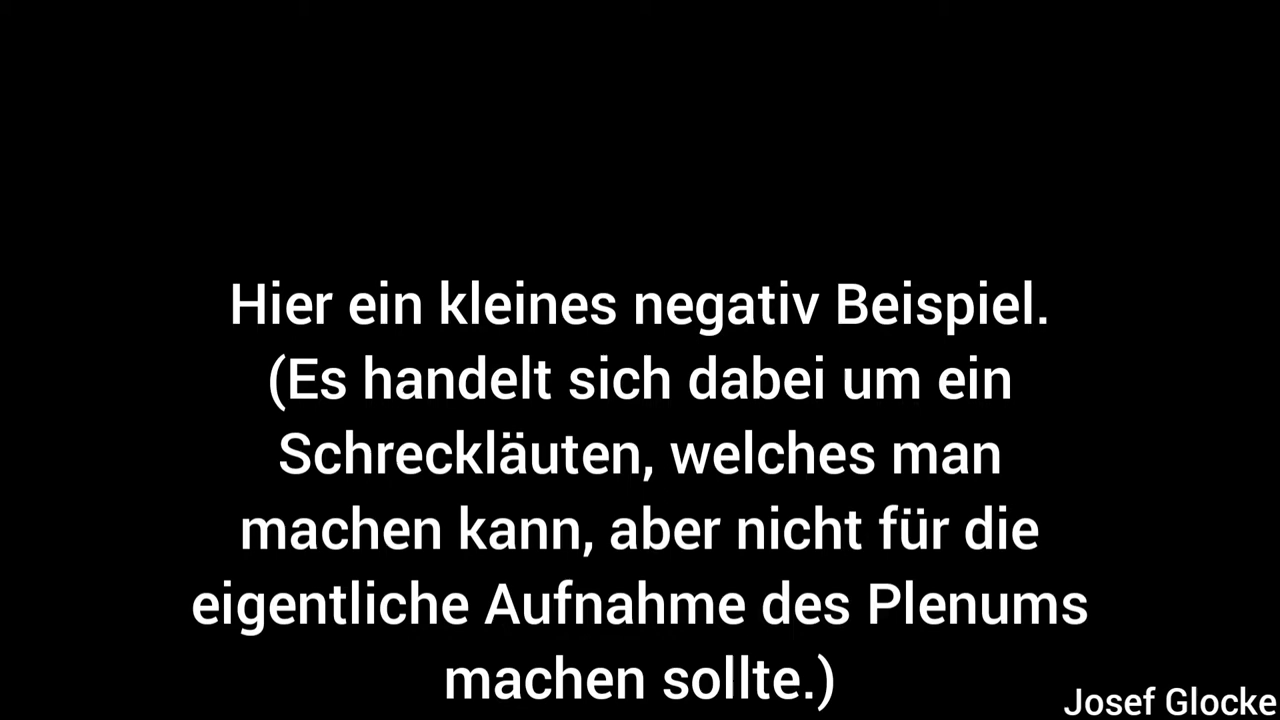 Hier ein kleines negativ Beispiel.
(Es handelt sich dabei um ein
Schreckläuten, welches man
machen kann, aber nicht für die
eigentliche Aufnahme des Plenums
machen sollte.)
Josef Glocke